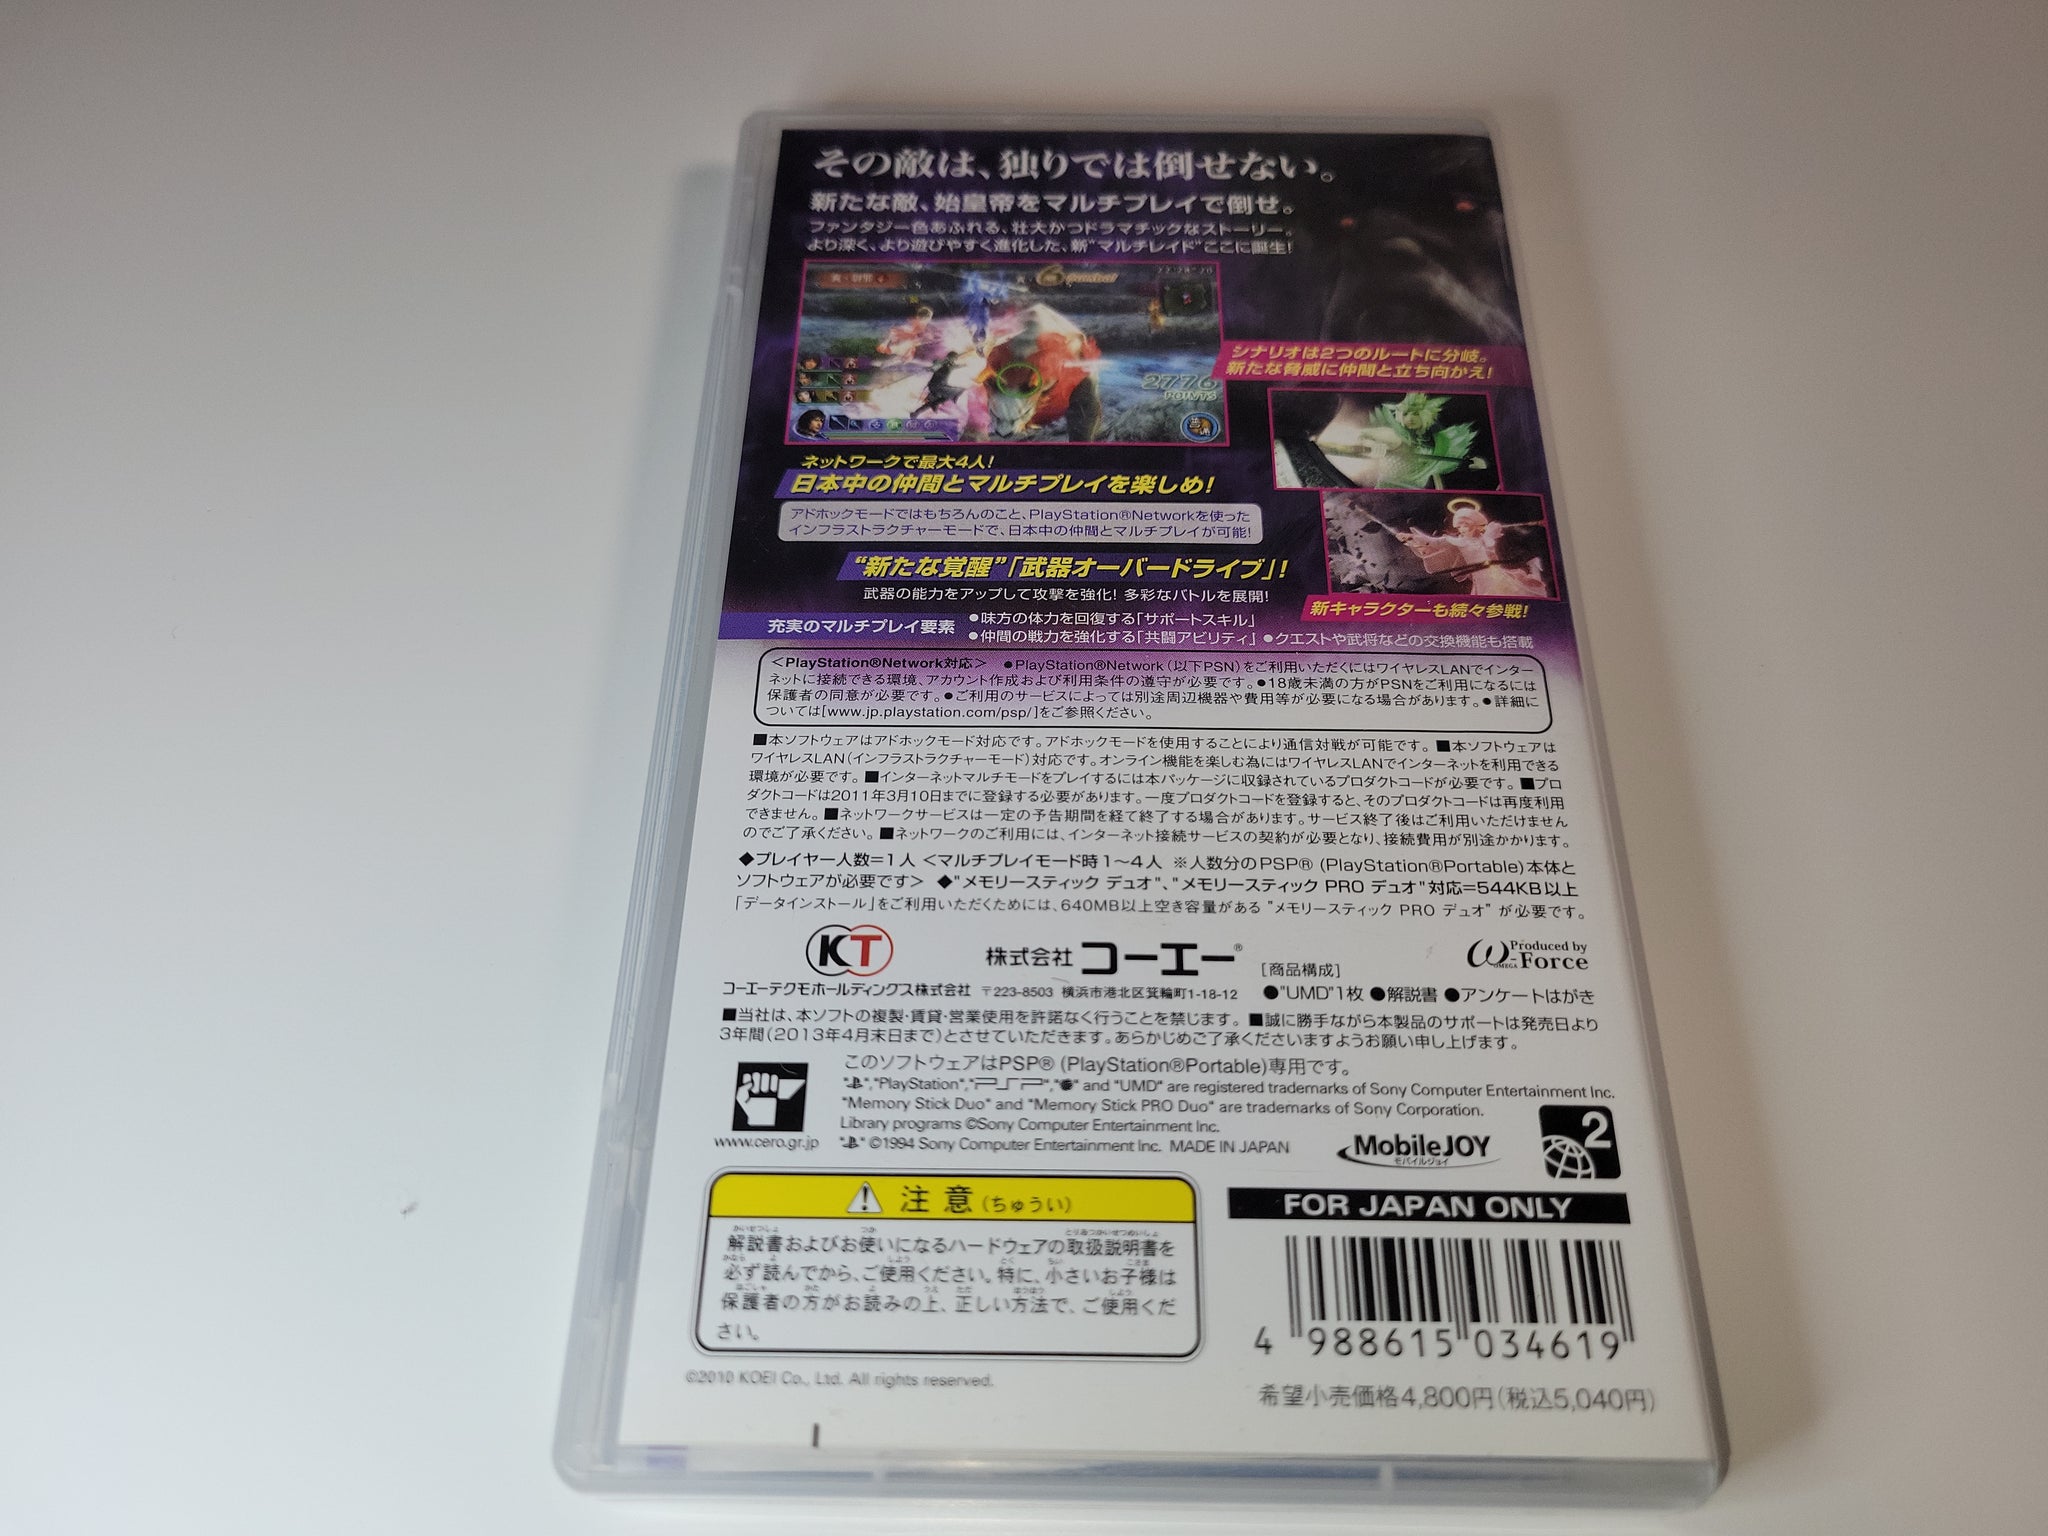 その敵は、独りでは倒せない。
新たな敵、始皇帝をマルチプレイで倒せ。
ファンタジー色あふれる、壮大かつドラマチックなストーリー。
より深く、より遊びやすく進化した、新“マルチレイド”ここに誕生!
2776
POINTS
シナリオは2つのルートに分岐。
新たな脅威に仲間と立ち向かえ!
ネットワークで最大4人!
日本中の仲間とマルチプレイを楽しめ!
アドホックモードではもちろんのこと、PlayStation®Networkを使った
インフラストラクチャーモードで、日本中の仲間とマルチプレイが可能!
“新たな覚醒”「武器オーバードライブ」!
武器の能力をアップして攻撃を強化! 多彩なバトルを展開!
新キャラクターも続々参戦!
充実のマルチプレイ要素
●味方の体力を回復する「サポートスキル」
●仲間の戦力を強化する「共闘アビリティ」 ●クエストや武将などの交換機能も搭載
<PlayStation®Network対応> ●PlayStation®Network(以下PSN)をご利用いただくにはワイヤレスLANでインター
ネットに接続できる環境、アカウント作成および利用条件の遵守が必要です。●18歳未満の方がPSNをご利用になるには
保護者の同意が必要です。●ご利用のサービスによっては別途周辺機器や費用等が必要になる場合があります。●詳細に
ついては[www.jp.playstation.com/psp/]をご参照ください。
■本ソフトウェアはアドホックモード対応です。アドホックモードを使用することにより通信対戦が可能です。■本ソフトウェアは
ワイヤレスLAN(インフラストラクチャーモード)対応です。オンライン機能を楽しむ為にはワイヤレスLANでインターネットを利用できる
環境が必要です。■インターネットマルチモードをプレイするには本パッケージに収録されているプロダクトコードが必要です。■プロ
ダクトコードは2011年3月10日までに登録する必要があります。一度プロダクトコードを登録すると、そのプロダクトコードは再度利用
できません。■ネットワークサービスは一定の予告期間を経て終了する場合があります。サービス終了後はご利用いただけません
のでご了承ください。■ネットワークのご利用には、インターネット接続サービスの契約が必要となり、接続費用が別途かかります。
◆プレイヤー人数=1人 <マルチプレイモード時1〜4人 ※人数分のPSP®(PlayStation®Portable)本体と
ソフトウェアが必要です> ◆"メモリースティック デュオ"、"メモリースティック PRO デュオ"対応=544KB以上
「データインストール」をご利用いただくためには、640MB以上空き容量がある "メモリースティック PRO デュオ" が必要です。
KT
株式会社 コーエー®
Produced by
ω-Force
OMEGA
[商品構成]
コーエーテクモホールディングス株式会社 〒223-8503 横浜市港北区箕輪町1-18-12
●"UMD"1枚 ●解説書 ●アンケートはがき
■当社は、本ソフトの複製・賃貸・営業使用を許諾なく行うことを禁じます。■誠に勝手ながら本製品のサポートは発売日より
3年間(2013年4月末日まで)とさせていただきます。あらかじめご了承くださいますようお願い申し上げます。
このソフトウェアはPSP®(PlayStation®Portable)専用です。
"PlayStation","PSP", and "UMD" are registered trademarks of Sony Computer Entertainment Inc.
"Memory Stick Duo" and "Memory Stick PRO Duo" are trademarks of Sony Corporation.
Library programs ©Sony Computer Entertainment Inc.
©1994 Sony Computer Entertainment Inc. MADE IN JAPAN
www.cero.gr.jp
MobileJOY
モバイルジョイ
2
注意(ちゅうい)
解説書およびお使いになるハードウェアの取扱説明書を
必ず読んでから、ご使用ください。特に、小さいお子様は
保護者の方がお読みの上、正しい方法で、ご使用くだ
さい。
FOR JAPAN ONLY
4 988615 034619
©2010 KOEI Co., Ltd. All rights reserved.
希望小売価格4,800円(税込5,040円)